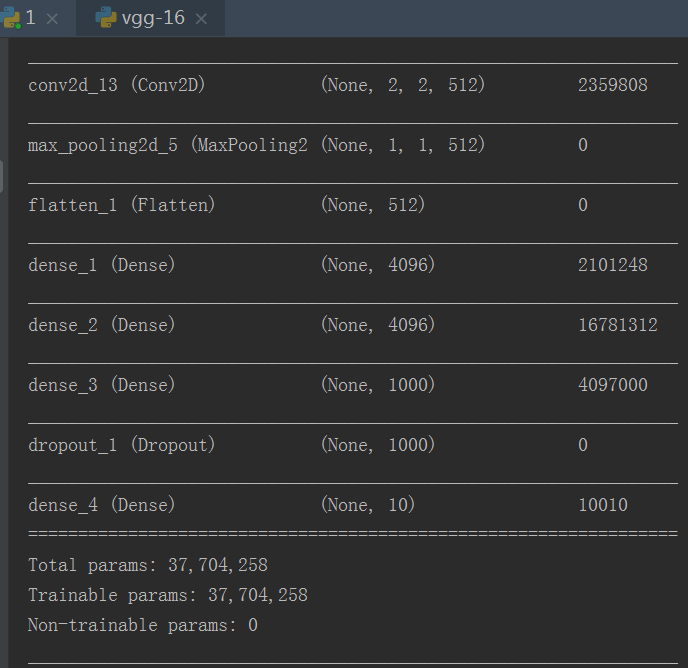 1 vgg-16
conv2d_13 (Conv2D) (None, 2, 2, 512) 2359808
max_pooling2d_5 (MaxPooling2 (None, 1, 1, 512) 0
flatten_1 (Flatten) (None, 512) 0
dense_1 (Dense) (None, 4096) 2101248
dense_2 (Dense) (None, 4096) 16781312
dense_3 (Dense) (None, 1000) 4097000
dropout_1 (Dropout) (None, 1000) 0
dense_4 (Dense) (None, 10) 10010
Total params: 37,704,258
Trainable params: 37,704,258
Non-trainable params: 0